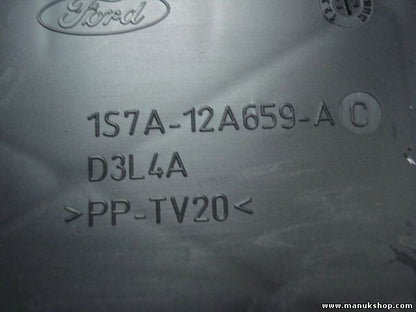 Ford
1S7A-12A659-A C
D3L4A
>PP-TV20<
www.manukshop.com